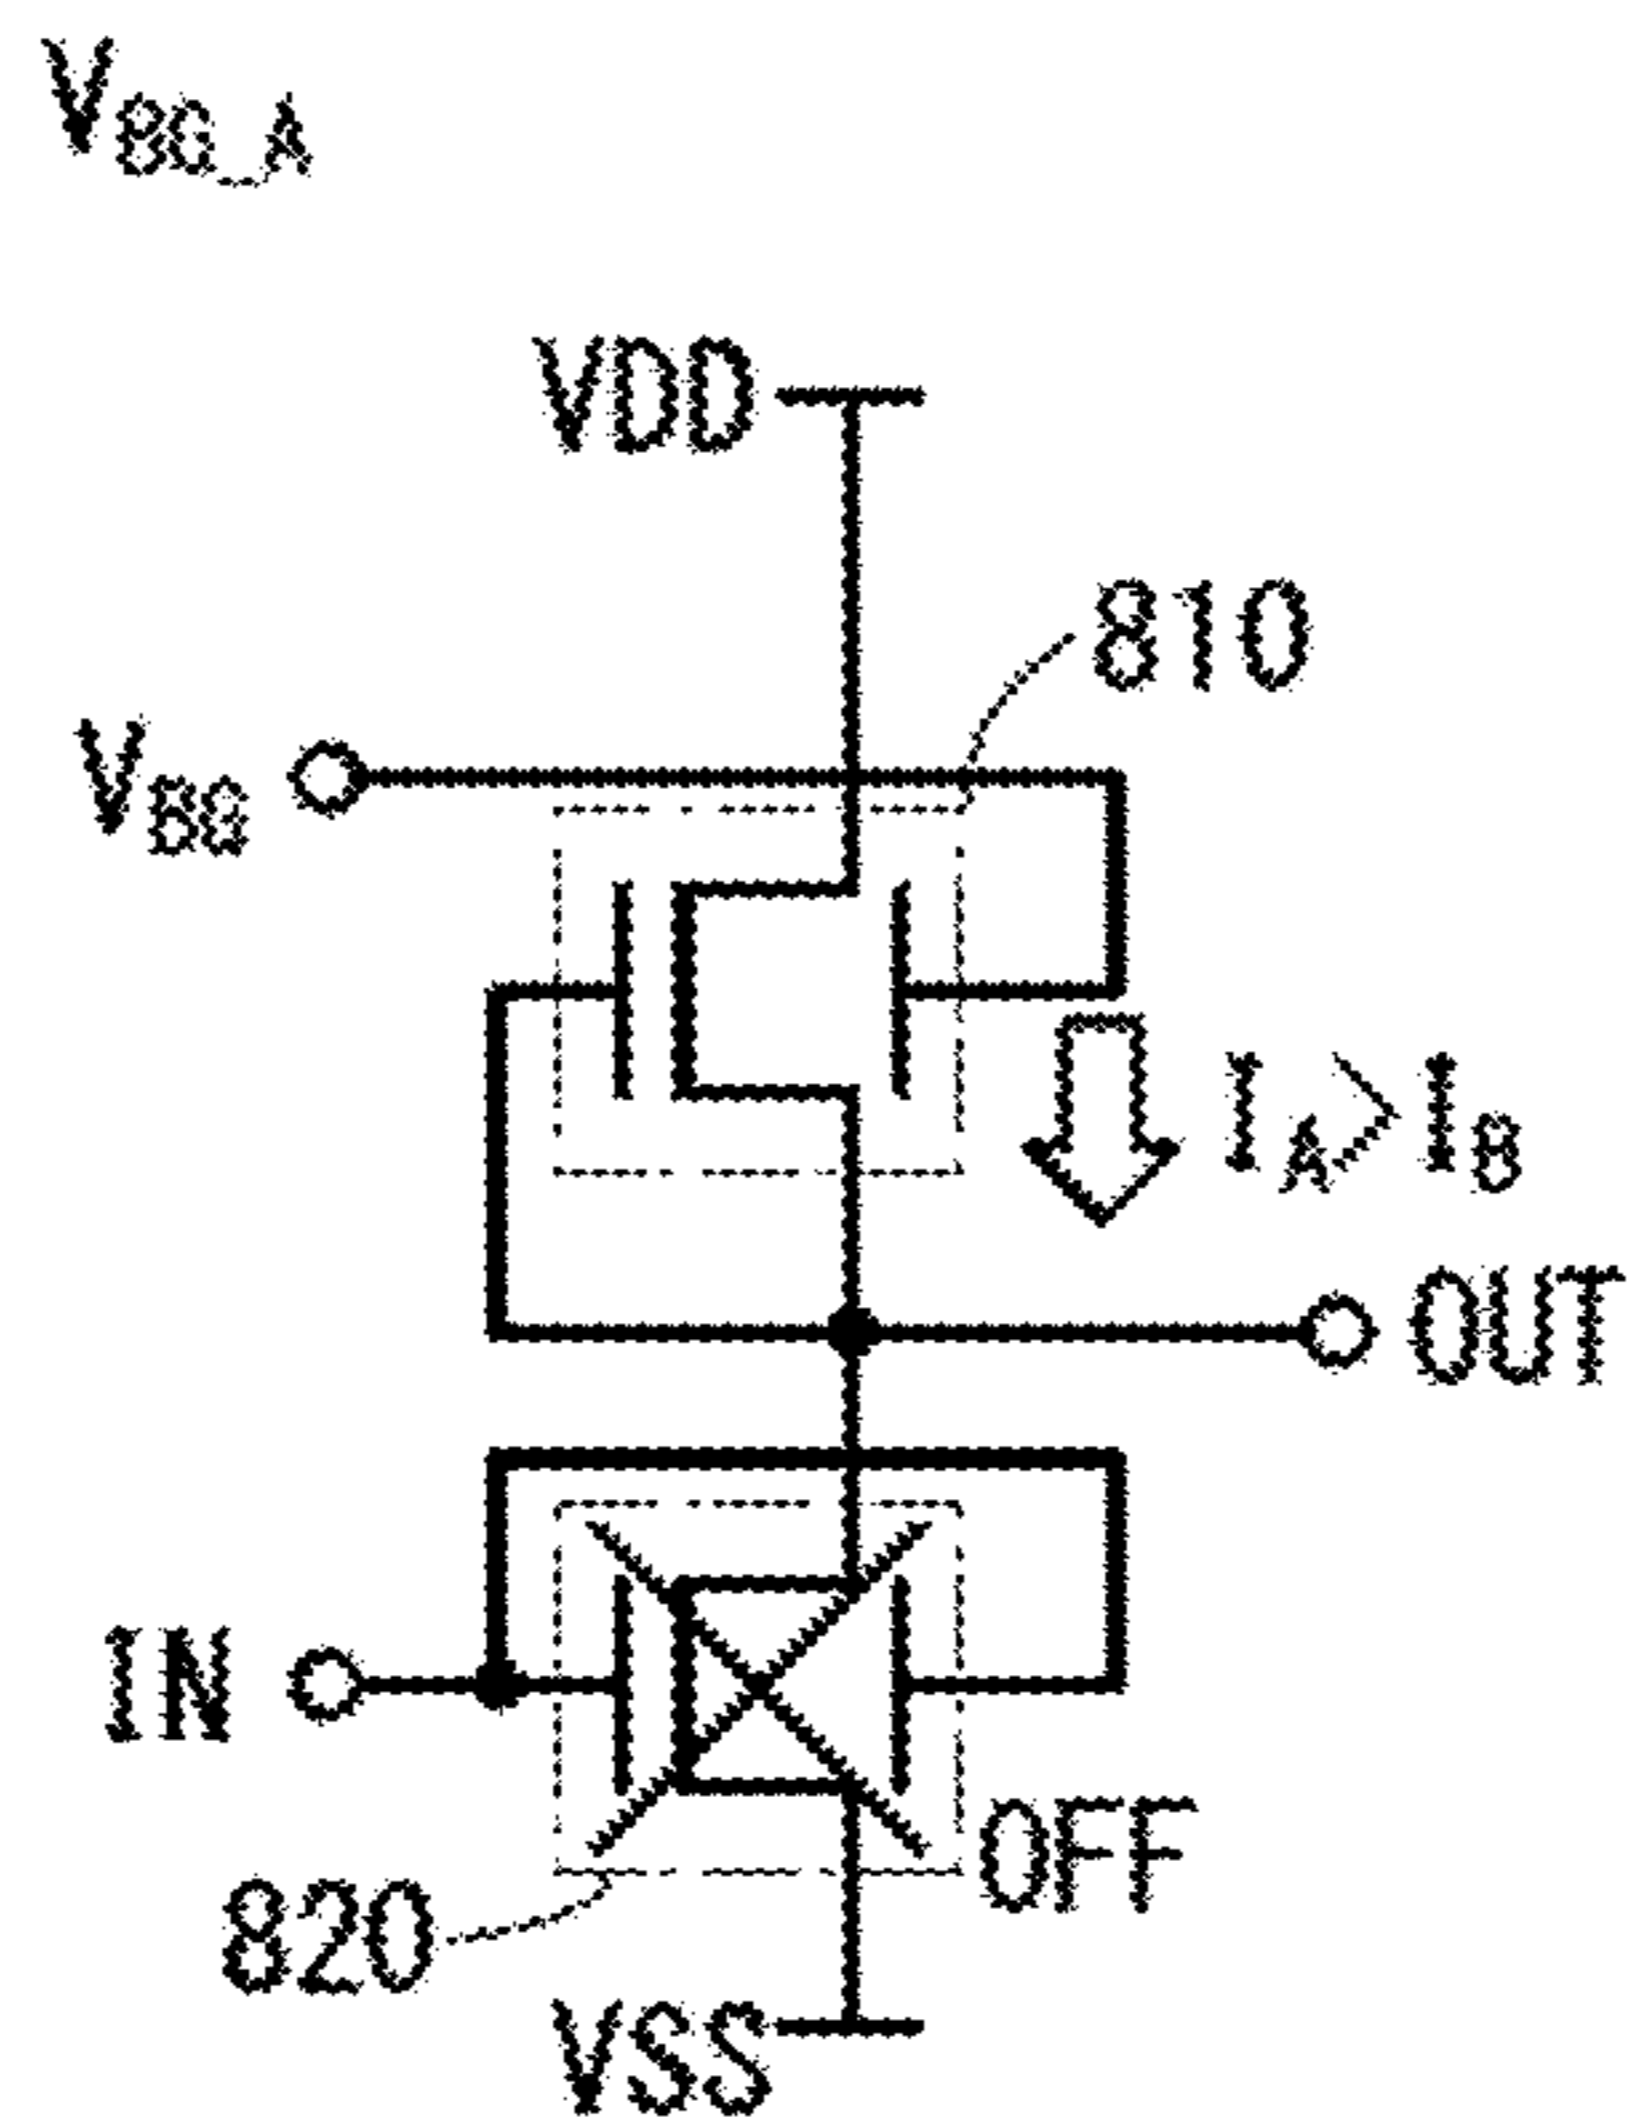 V_BG_A
VDD
810
V_BG
I_A>I_B
OUT
IN
OFF
820
VSS